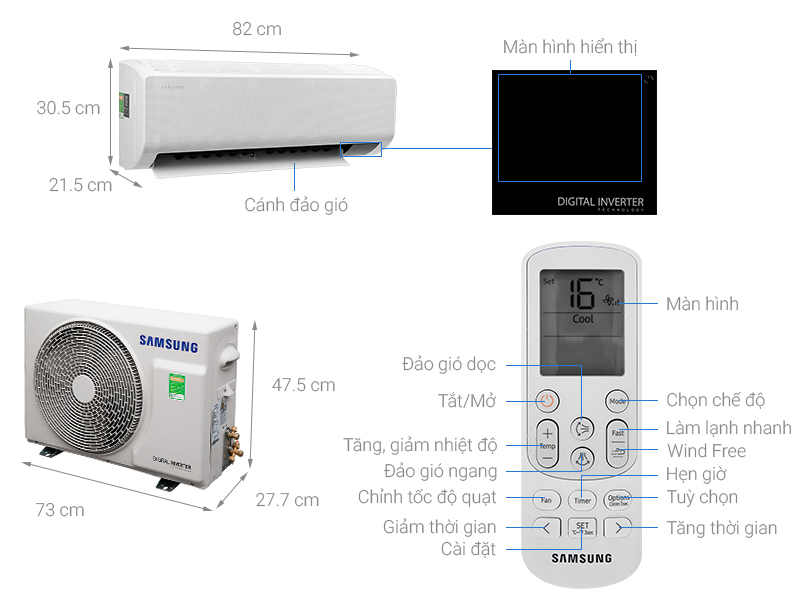 82 cm
Màn hình hiển thị
30.5 cm
SAMSUNG
21.5 cm
Cánh đảo gió
DIGITAL INVERTER
TECHNOLOGY
SAMSUNG
47.5 cm
DIGITAL INVERTER
73 cm
27.7 cm
Set
16°C
Cool
Màn hình
Đảo gió dọc
Tắt/Mở
Mode
Chọn chế độ
+
Temp
−
Fast
Làm lạnh nhanh
Tăng, giảm nhiệt độ
Wind Free
Đảo gió ngang
Hẹn giờ
Chỉnh tốc độ quạt
Fan
Timer
Options
Clean 3sec
Tuỳ chọn
Giảm thời gian
<
SET
°C↔°F 3sec
>
Tăng thời gian
Cài đặt
SAMSUNG